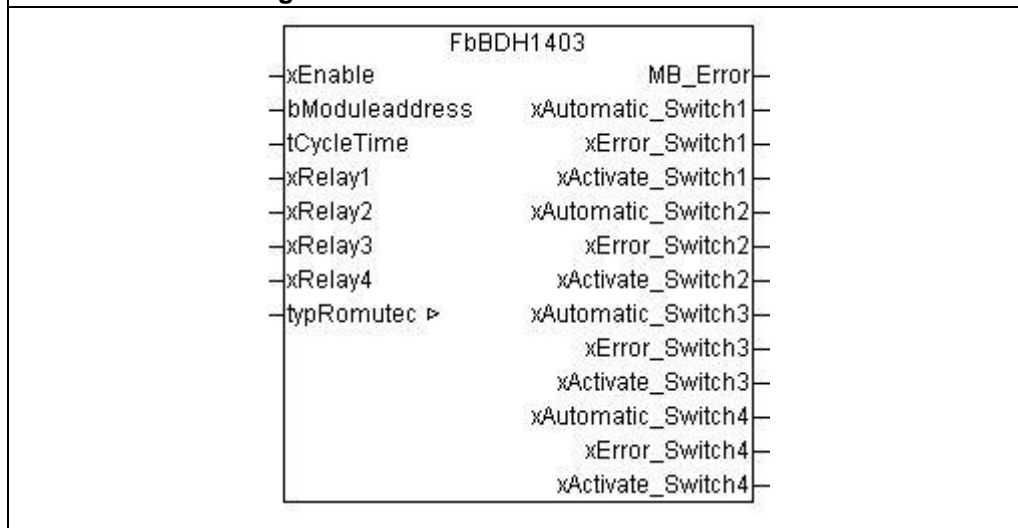 FbBDH1403
xEnable MB_Error
bModuleaddress xAutomatic_Switch1
tCycleTime xError_Switch1
xRelay1 xActivate_Switch1
xRelay2 xAutomatic_Switch2
xRelay3 xError_Switch2
xRelay4 xActivate_Switch2
typRomutec ▷ xAutomatic_Switch3
xError_Switch3
xActivate_Switch3
xAutomatic_Switch4
xError_Switch4
xActivate_Switch4